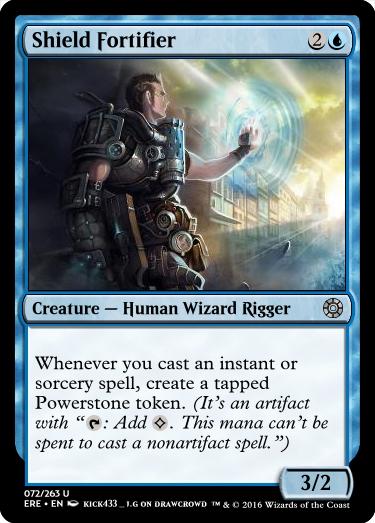 Shield Fortifier 2
Creature — Human Wizard Rigger
Whenever you cast an instant or
sorcery spell, create a tapped
Powerstone token. (It's an artifact
with “: Add . This mana can't be
spent to cast a nonartifact spell.”)
3/2
072/263 U
ERE • EN KICK433 _ I.G ON DRAWCROWD ™ & © 2016 Wizards of the Coast